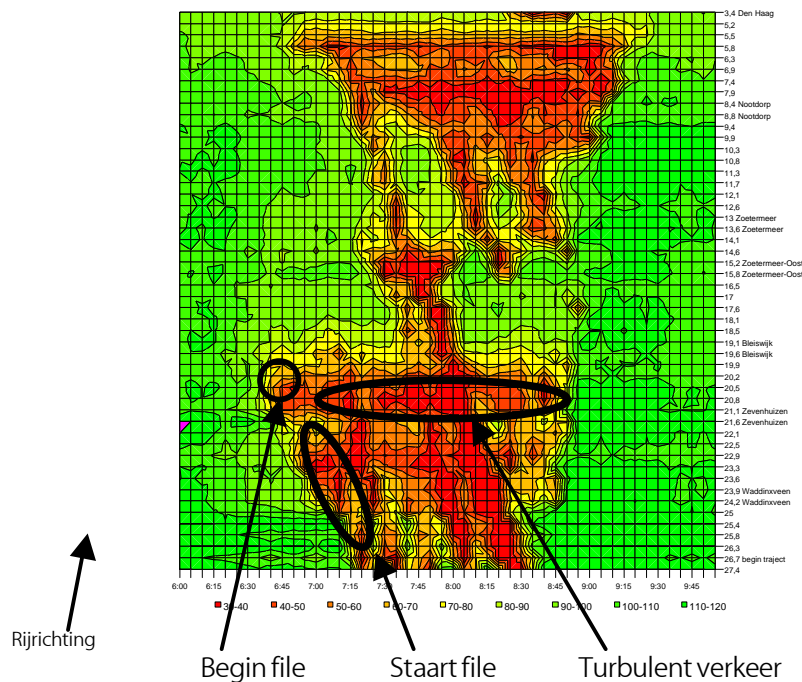 3,4 Den Haag
5,2
5,5
5,8
6,3
6,9
7,4
7,9
8,4 Nootdorp
8,8 Nootdorp
9,4
9,9
10,3
10,8
11,3
11,7
12,1
12,6
13 Zoetermeer
13,6 Zoetermeer
14,1
14,6
15,2 Zoetermeer-Oost
15,8 Zoetermeer-Oost
16,5
17
17,6
18,1
18,5
19,1 Bleiswijk
19,6 Bleiswijk
19,9
20,2
20,5
20,8
21,1 Zevenhuizen
21,6 Zevenhuizen
22,1
22,5
22,9
23,3
23,6
23,9 Waddinxveen
24,2 Waddinxveen
25
25,4
25,8
26,3
26,7 begin traject
27,4
6:00 6:15 6:30 6:45 7:00 7:15 7:30 7:45 8:00 8:15 8:30 8:45 9:00 9:15 9:30 9:45
30-40 40-50 50-60 60-70 70-80 80-90 90-100 100-110 110-120
Rijrichting
Begin file Staart file Turbulent verkeer